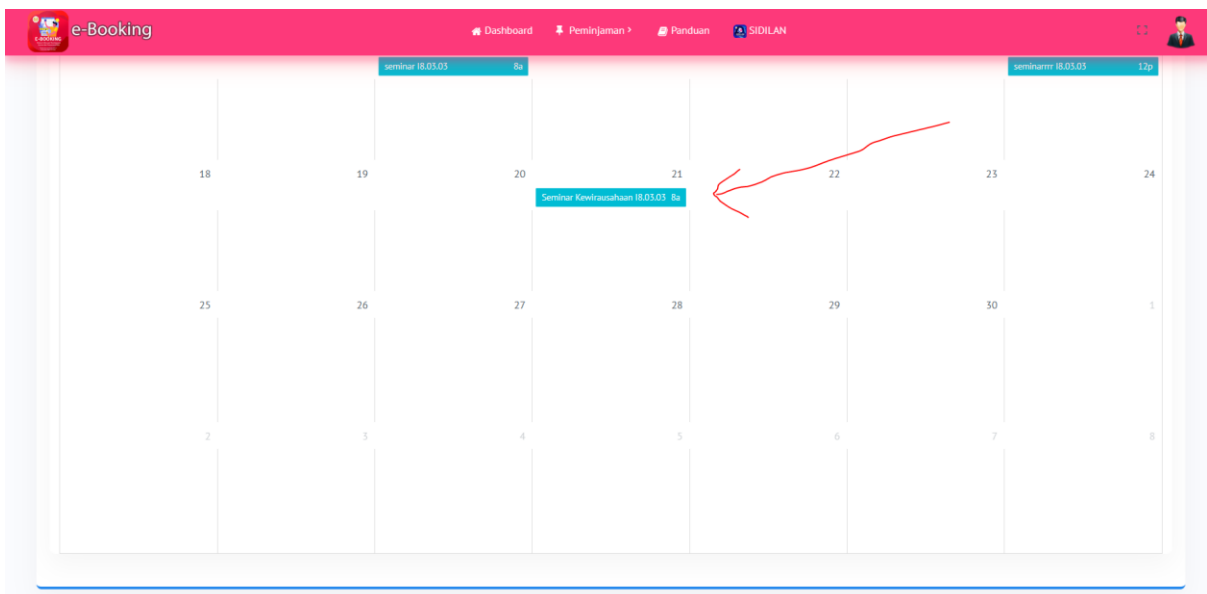 E-BOOKING
e-Booking
Dashboard
Peminjaman >
Panduan
SIDILAN
seminar I8.03.03 8a
seminarrrr I8.03.03 12p
18 19 20 21 22 23 24
Seminar Kewirausahaan I8.03.03 8a
25 26 27 28 29 30 1
2 3 4 5 6 7 8